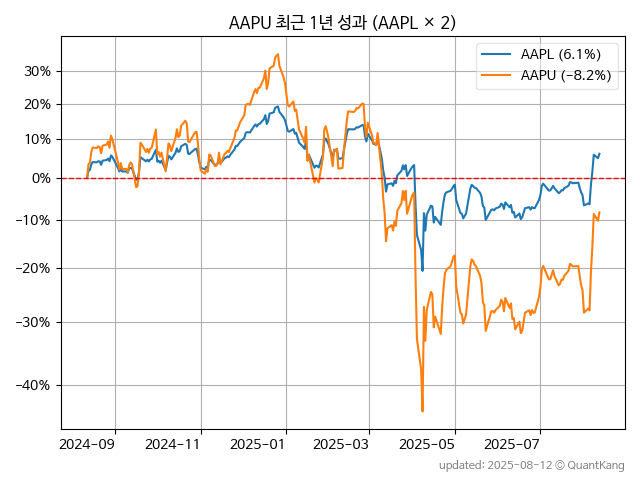 AAPU 최근 1년 성과 (AAPL × 2)
AAPL (6.1%)
AAPU (−8.2%)
30%
20%
10%
0%
−10%
−20%
−30%
−40%
2024−09 2024−11 2025−01 2025−03 2025−05 2025−07
updated: 2025-08-12 © QuantKang